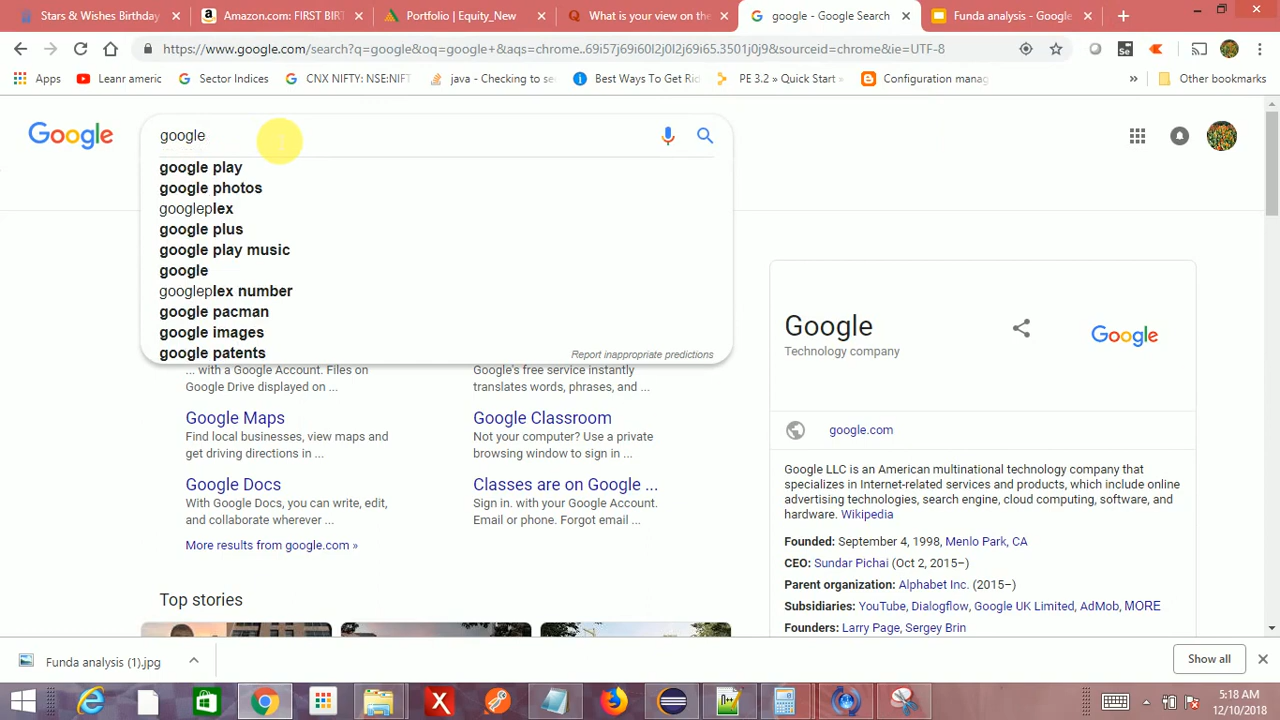 Stars & Wishes Birthday
Amazon.com: FIRST BIRT
Portfolio | Equity_New
What is your view on the
google - Google Search
Funda analysis - Google
https://www.google.com/search?q=google&oq=google+&aqs=chrome..69i57j69i60l2j0l2j69i65.3501j0j9&sourceid=chrome&ie=UTF-8
Apps
Leanr americ
Sector Indices
CNX NIFTY: NSE:NIF
java - Checking to se
Best Ways To Get Ric
PE 3.2 » Quick Start »
Configuration manag
»
Other bookmarks
Google
google
google play
google photos
googleplex
google plus
google play music
google
googleplex number
google pacman
google images
google patents
Report inappropriate predictions
... with a Google Account. Files on
Google Drive displayed on ...
Google's free service instantly
translates words, phrases, and ...
Google Maps
Find local businesses, view maps and
get driving directions in ...
Google Classroom
Not your computer? Use a private
browsing window to sign in ...
Google Docs
With Google Docs, you can write, edit,
and collaborate wherever ...
Classes are on Google ...
Sign in. with your Google Account.
Email or phone. Forgot email ...
More results from google.com »
Top stories
Google
Technology company
Google
google.com
Google LLC is an American multinational technology company that
specializes in Internet-related services and products, which include online
advertising technologies, search engine, cloud computing, software, and
hardware. Wikipedia
Founded: September 4, 1998, Menlo Park, CA
CEO: Sundar Pichai (Oct 2, 2015–)
Parent organization: Alphabet Inc. (2015–)
Subsidiaries: YouTube, Dialogflow, Google UK Limited, AdMob, MORE
Founders: Larry Page, Sergey Brin
Funda analysis (1).jpg
Show all
5:18 AM
12/10/2018